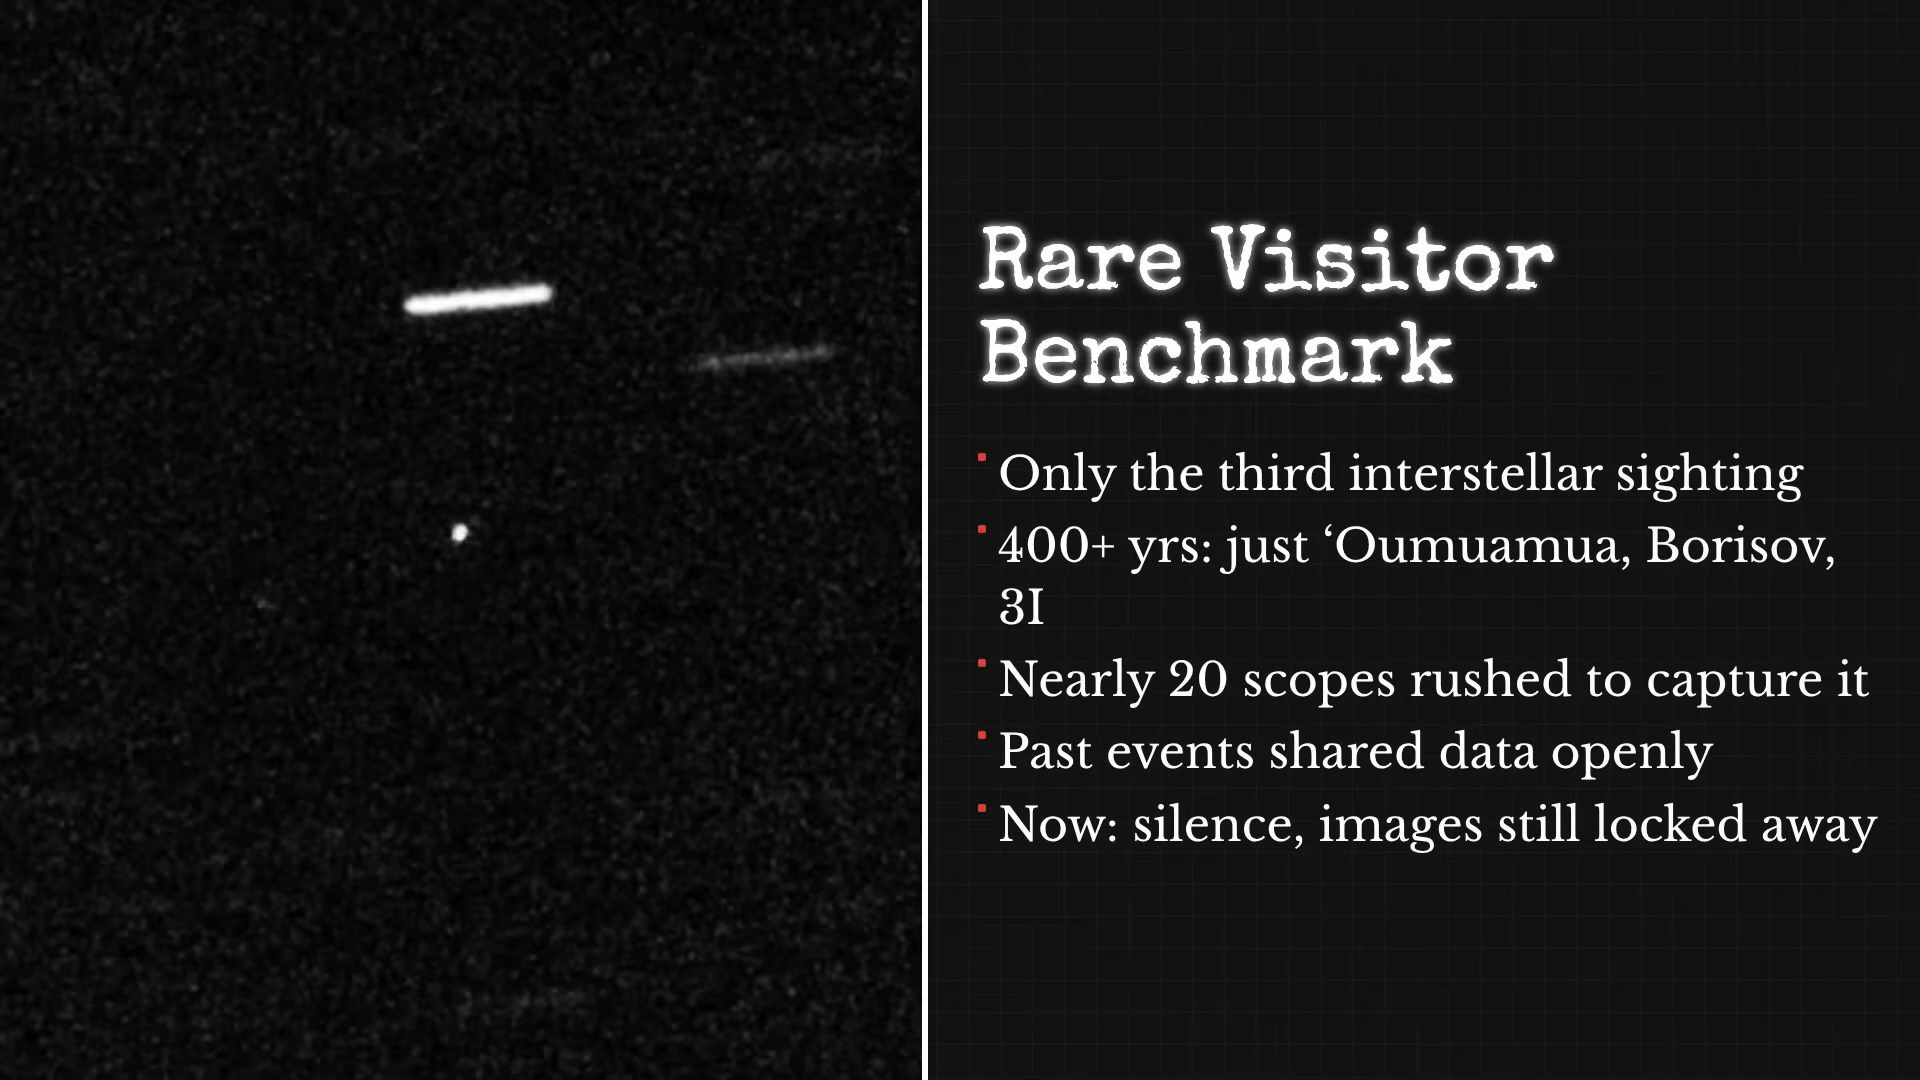 Rare Visitor
Benchmark
Only the third interstellar sighting
400+ yrs: just ‘Oumuamua, Borisov,
3I
Nearly 20 scopes rushed to capture it
Past events shared data openly
Now: silence, images still locked away